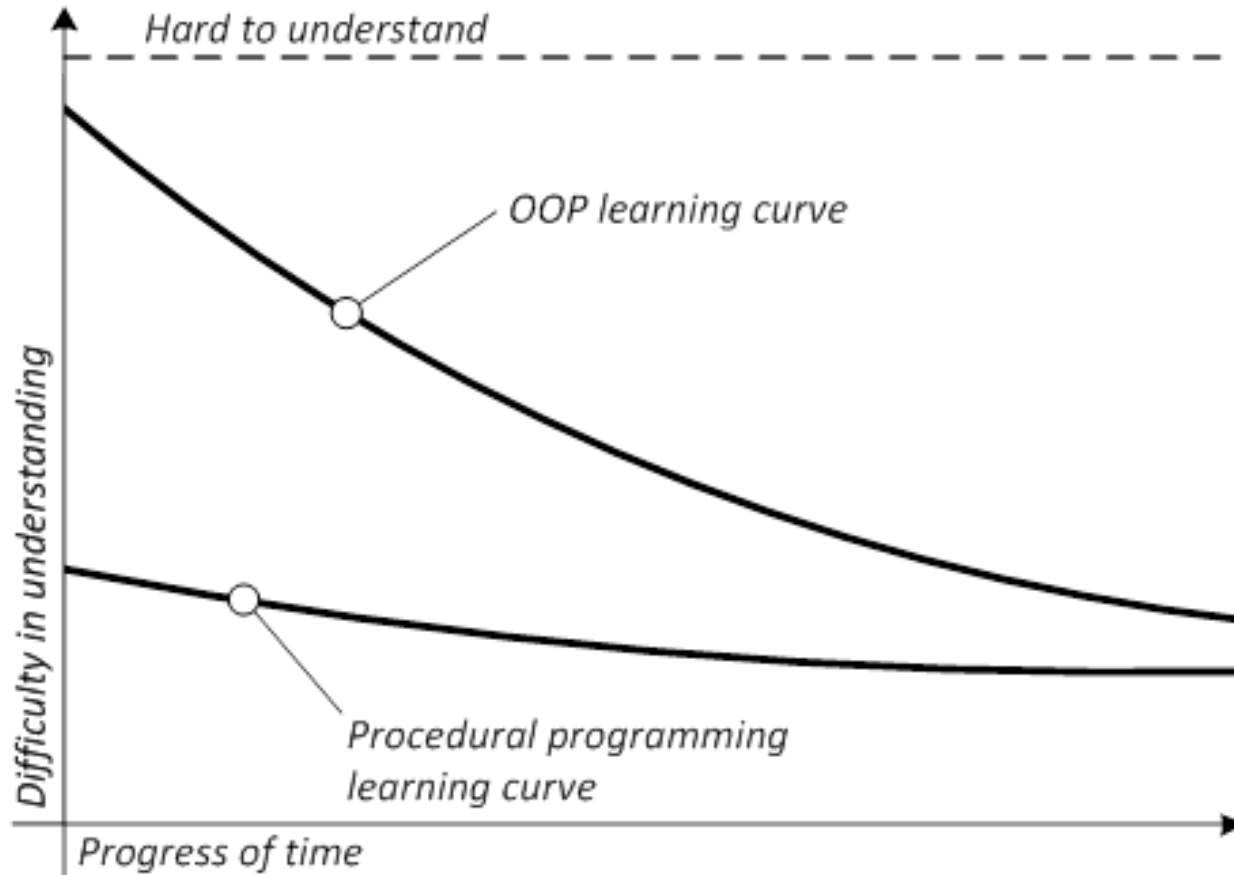 Hard to understand
OOP learning curve
Difficulty in understanding
Procedural programming
learning curve
Progress of time